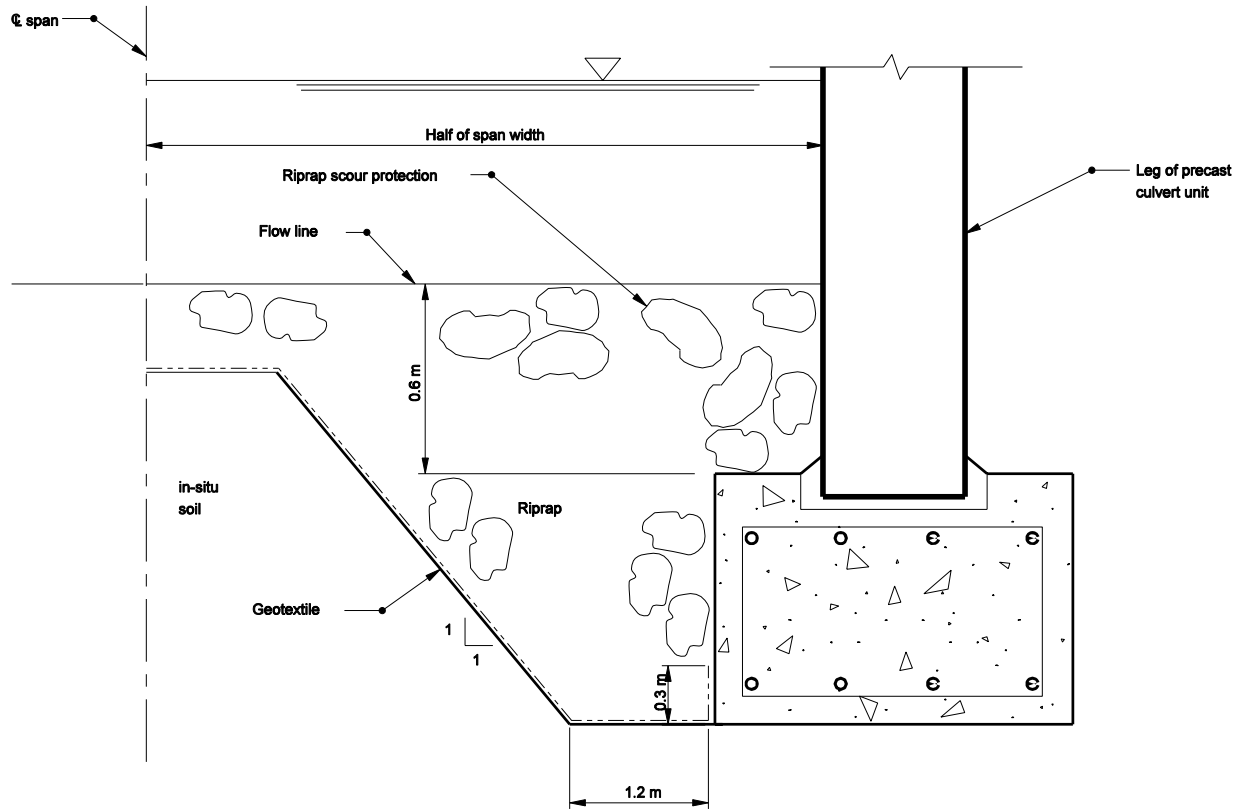 ℄ span
Half of span width
Riprap scour protection
Leg of precast
culvert unit
Flow line
0.6 m
in-situ
soil
Riprap
Geotextile
1
1
0.3 m
1.2 m